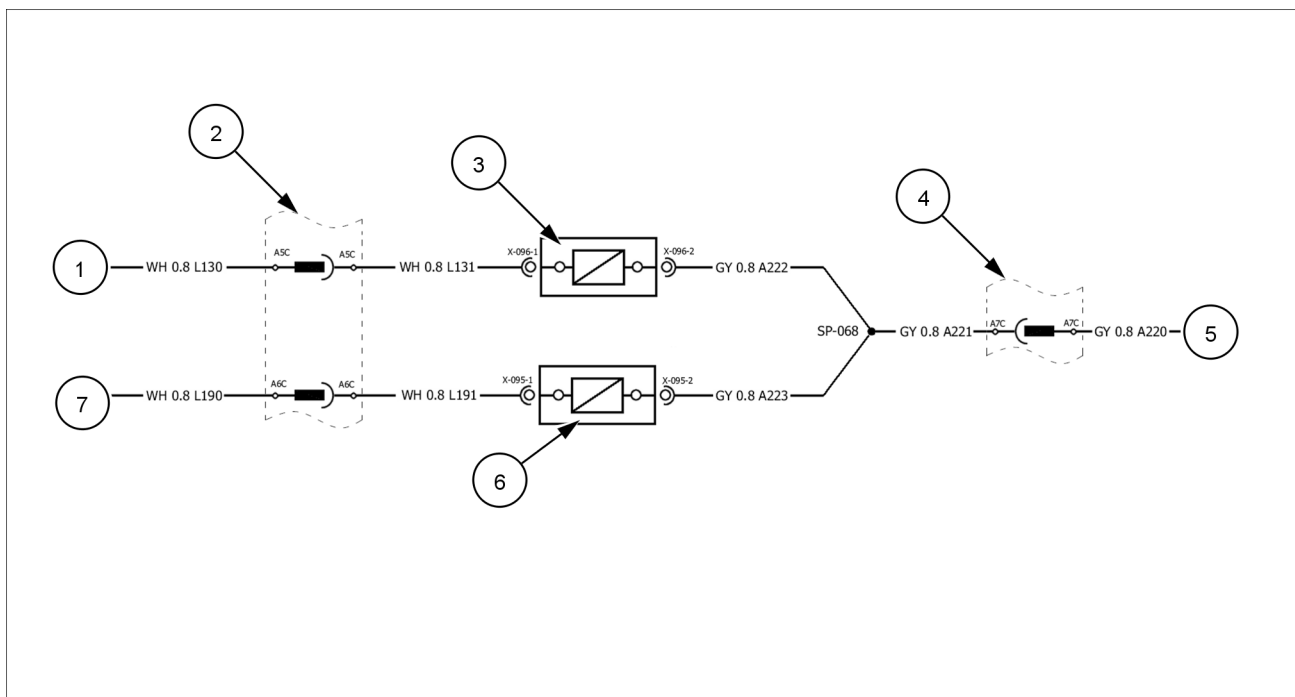 2
3
4
1
WH 0.8 L130
A5C
A5C
WH 0.8 L131
X-096-1
X-096-2
GY 0.8 A222
SP-068
GY 0.8 A221
A7C
A7C
GY 0.8 A220
5
7
WH 0.8 L190
A6C
A6C
WH 0.8 L191
X-095-1
X-095-2
GY 0.8 A223
6